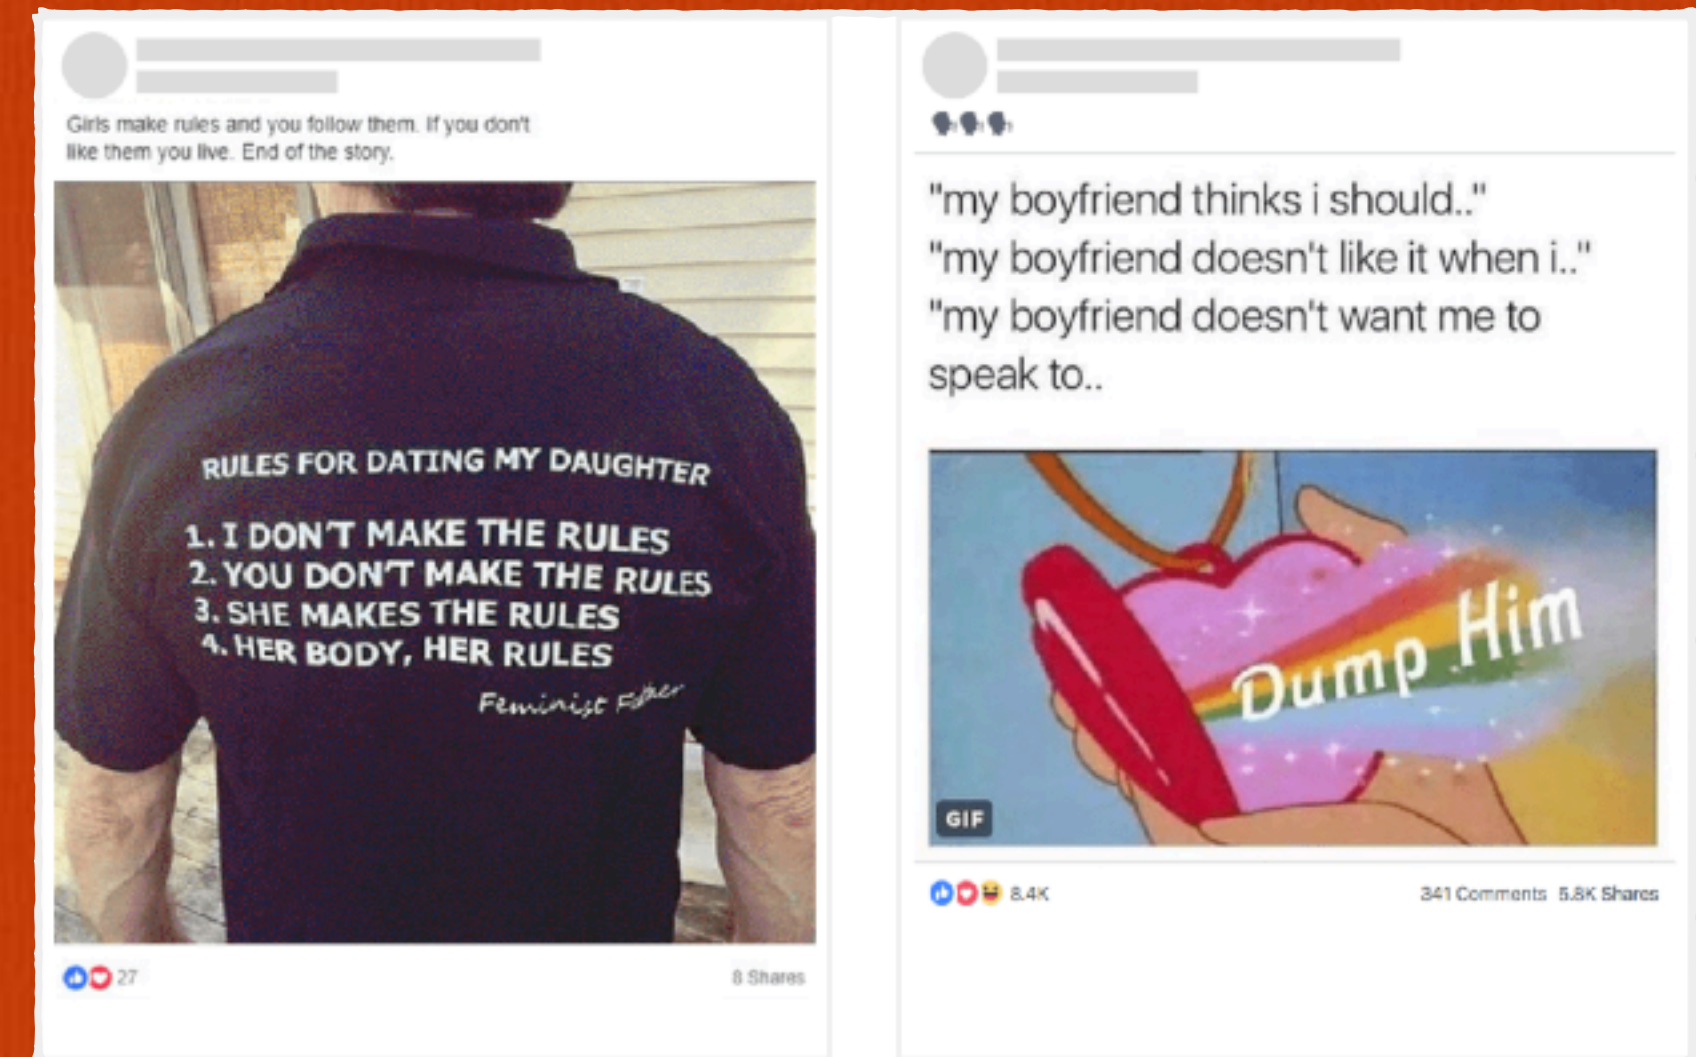 Girls make rules and you follow them. If you don't
like them you live. End of the story.
RULES FOR DATING MY DAUGHTER
1. I DON'T MAKE THE RULES
2. YOU DON'T MAKE THE RULES
3. SHE MAKES THE RULES
4. HER BODY, HER RULES
Feminist Father
27
8 Shares
"my boyfriend thinks i should.."
"my boyfriend doesn't like it when i.."
"my boyfriend doesn't want me to
speak to..
Dump Him
GIF
8.4K
341 Comments 5.8K Shares